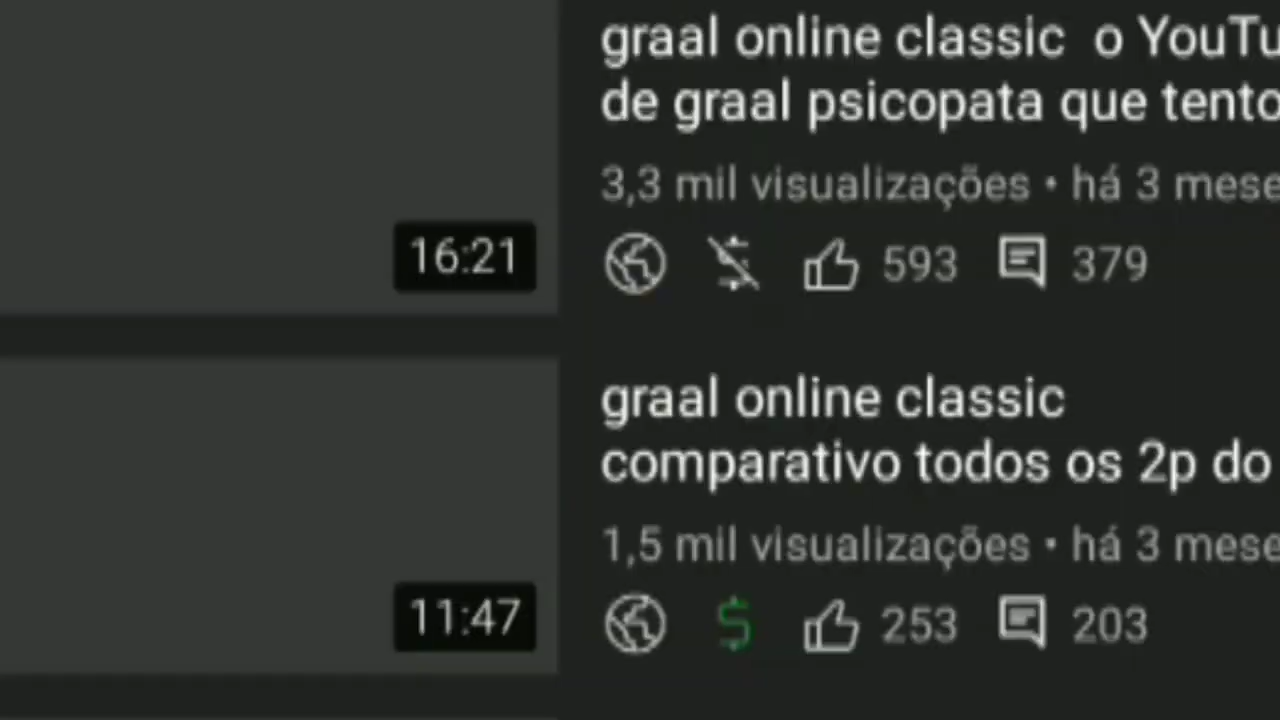 graal online classic o YouTu
de graal psicopata que tento
3,3 mil visualizações • há 3 mese
16:21
593 379
graal online classic
comparativo todos os 2p do
1,5 mil visualizações • há 3 mese
11:47
$ 253 203